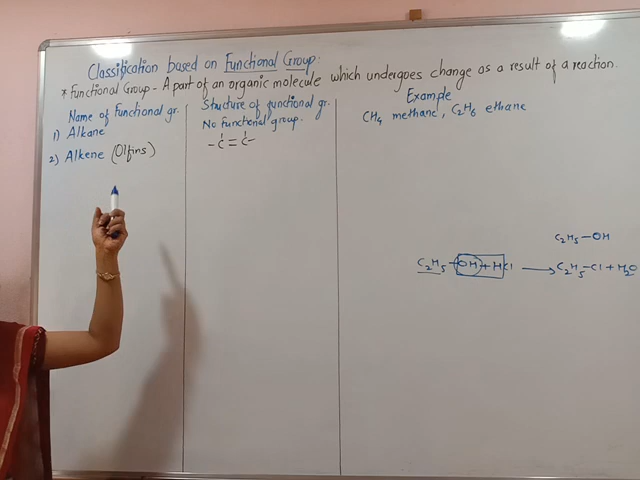 Classification based on Functional Group:
* Functional Group - A part of an organic molecule which undergoes change as a result of a reaction.
Name of Functional gr.
1) Alkane
2) Alkene (Olfins)
Structure of functional gr.
No functional group.
-C=C-
Example
CH4 methane, C2H6 ethane
C2H5-OH
C2H5-OH+HCl → C2H5-Cl+H2O